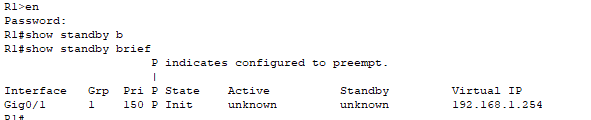 R1>en
Password:
R1#show standby b
R1#show standby brief
                     P indicates configured to preempt.
                     |
Interface   Grp  Pri P State    Active          Standby         Virtual IP
Gig0/1      1    150 P Init     unknown         unknown         192.168.1.254
R1#